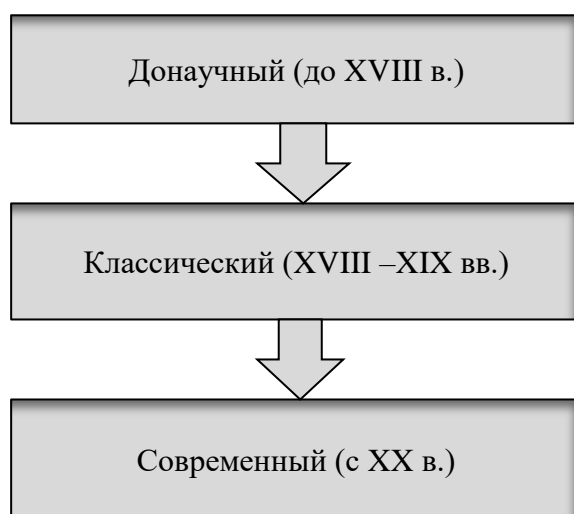 Донаучный (до XVIII в.)
Классический (XVIII –XIX вв.)
Современный (с XX в.)